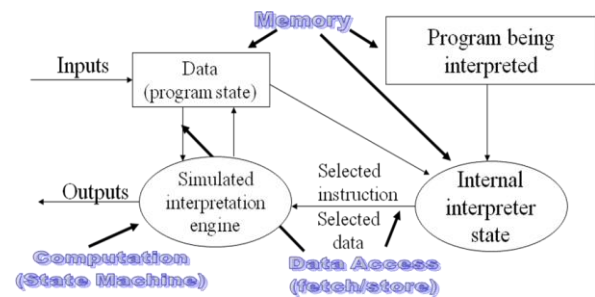 Memory
Program being
interpreted
Inputs
Data
(program state)
Selected
instruction
Selected
data
Outputs
Simulated
interpretation
engine
Internal
interpreter
state
Computation
(State Machine)
Data Access
(fetch/store)